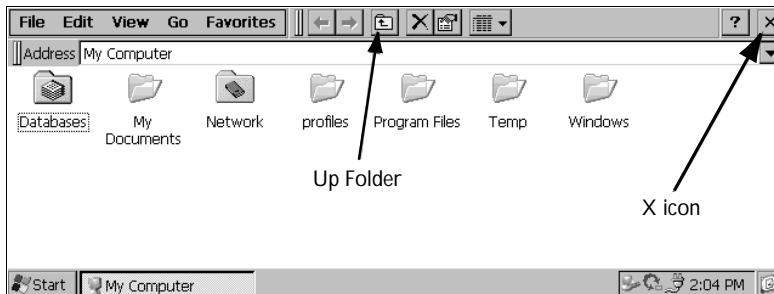 File Edit View Go Favorites ?
Address My Computer
Databases My Documents Network profiles Program Files Temp Windows
Up Folder
X icon
Start My Computer 2:04 PM